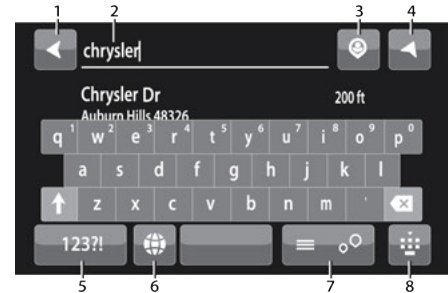 1 2 3 4
chrysler
Chrysler Dr 200 ft
Auburn Hills 48326
q 1 w 2 e 3 r 4 t 5 y 6 u 7 i 8 o 9 p 0
a s d f g h j k l
z x c v b n m '
123?!
5 6 7 8